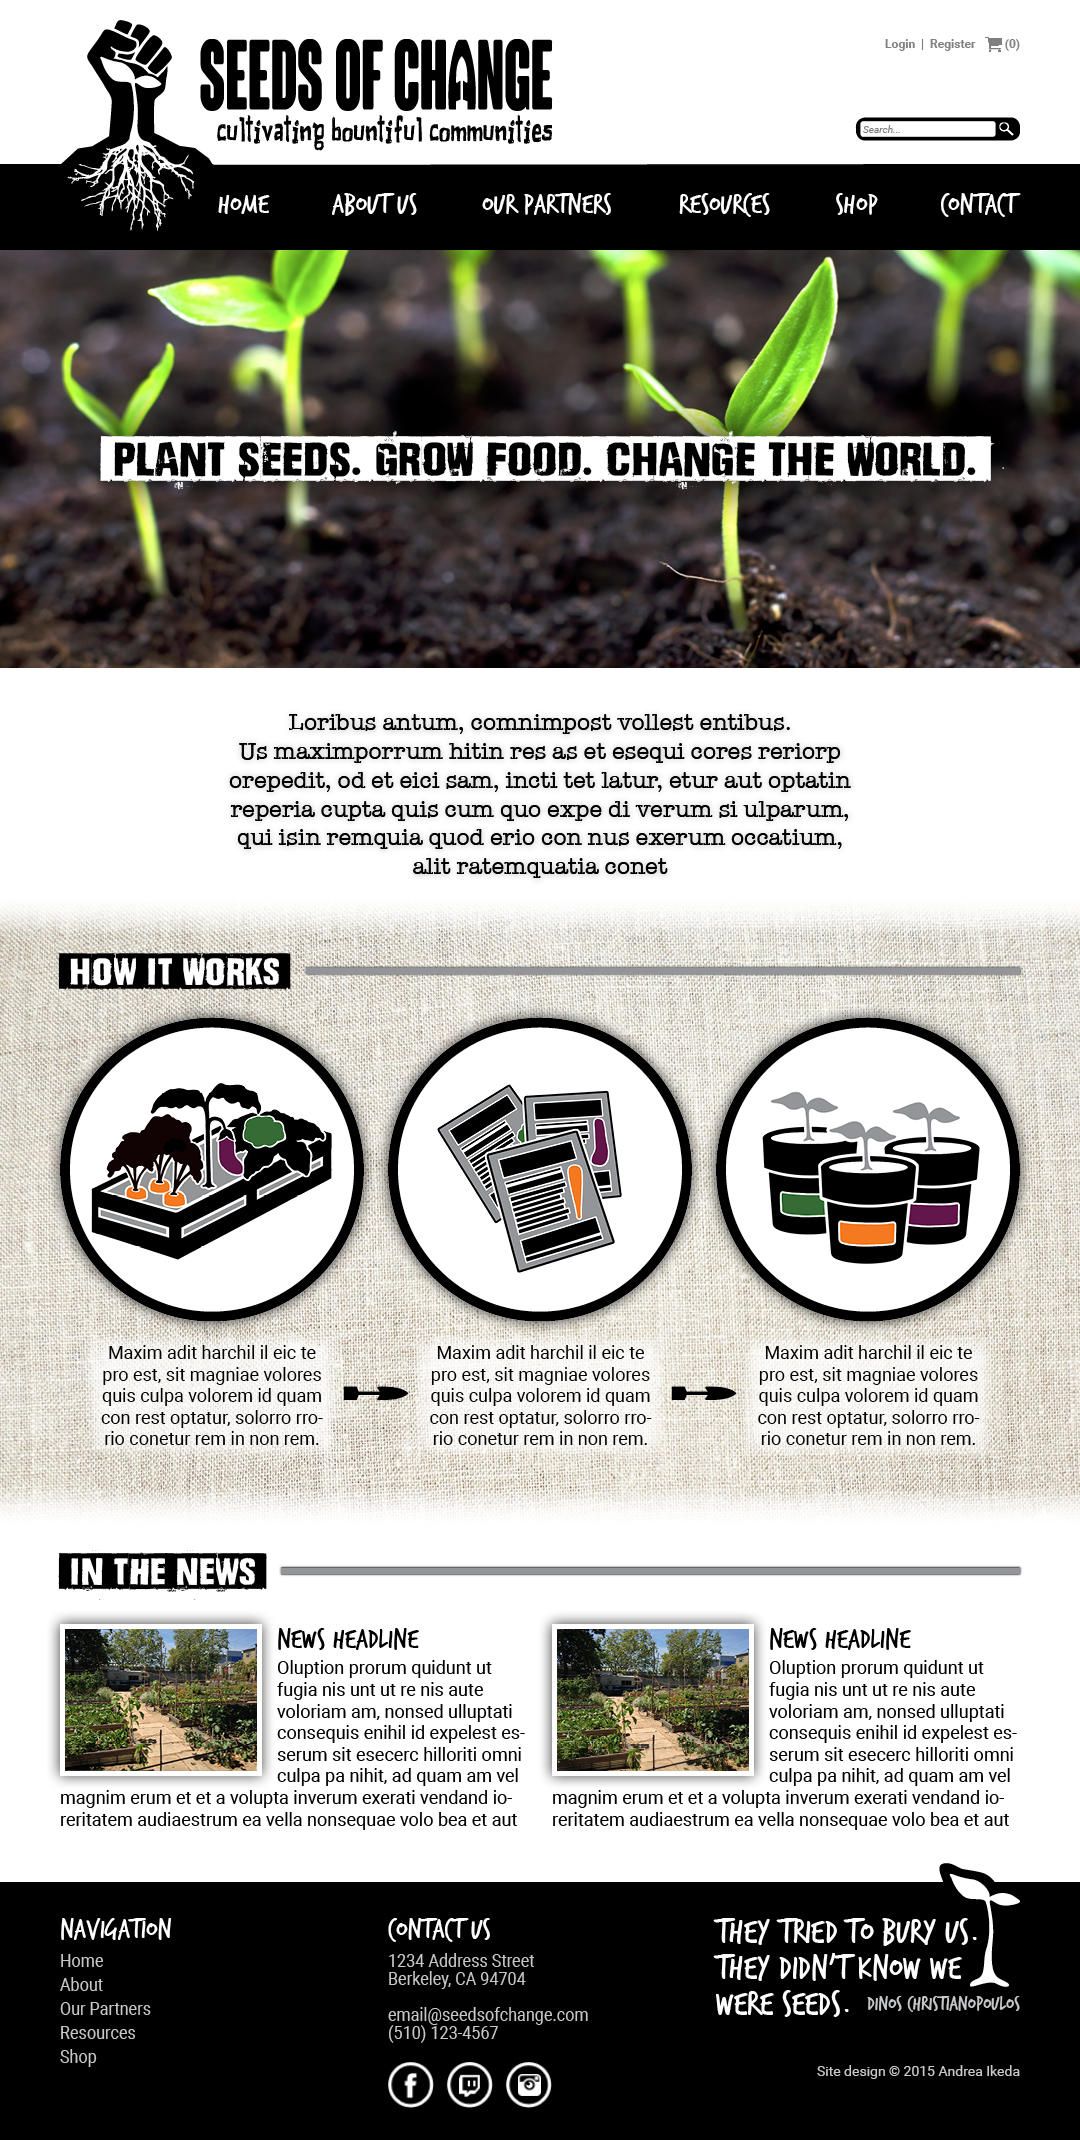 SEEDS OF CHANGE
cultivating bountiful communities
Login | Register (0)
Search...
HOME ABOUT US OUR PARTNERS RESOURCES SHOP CONTACT
PLANT SEEDS. GROW FOOD. CHANGE THE WORLD.
Loribus antum, comnimpost vollest entibus.
Us maximporrum hitin res as et esequi cores reriorp
orepedit, od et eici sam, incti tet latur, etur aut optatin
reperia cupta quis cum quo expe di verum si ulparum,
qui isin remquia quod erio con nus exerum occatium,
alit ratemquatia conet
HOW IT WORKS
Maxim adit harchil il eic te
pro est, sit magniae volores
quis culpa volorem id quam
con rest optatur, solorro rro-
rio conetur rem in non rem.
Maxim adit harchil il eic te
pro est, sit magniae volores
quis culpa volorem id quam
con rest optatur, solorro rro-
rio conetur rem in non rem.
Maxim adit harchil il eic te
pro est, sit magniae volores
quis culpa volorem id quam
con rest optatur, solorro rro-
rio conetur rem in non rem.
IN THE NEWS
NEWS HEADLINE
Oluption prorum quidunt ut
fugia nis unt ut re nis aute
voloriam am, nonsed ulluptati
consequis enihil id expelest es-
serum sit esecerc hilloriti omni
culpa pa nihit, ad quam am vel
magnim erum et et a volupta inverum exerati vendand io-
reritatem audiaestrum ea vella nonsequae volo bea et aut
NEWS HEADLINE
Oluption prorum quidunt ut
fugia nis unt ut re nis aute
voloriam am, nonsed ulluptati
consequis enihil id expelest es-
serum sit esecerc hilloriti omni
culpa pa nihit, ad quam am vel
magnim erum et et a volupta inverum exerati vendand io-
reritatem audiaestrum ea vella nonsequae volo bea et aut
NAVIGATION
Home
About
Our Partners
Resources
Shop
CONTACT US
1234 Address Street
Berkeley, CA 94704
email@seedsofchange.com
(510) 123-4567
THEY TRIED TO BURY US.
THEY DIDN'T KNOW WE
WERE SEEDS. DINOS CHRISTIANOPOULOS
Site design © 2015 Andrea Ikeda